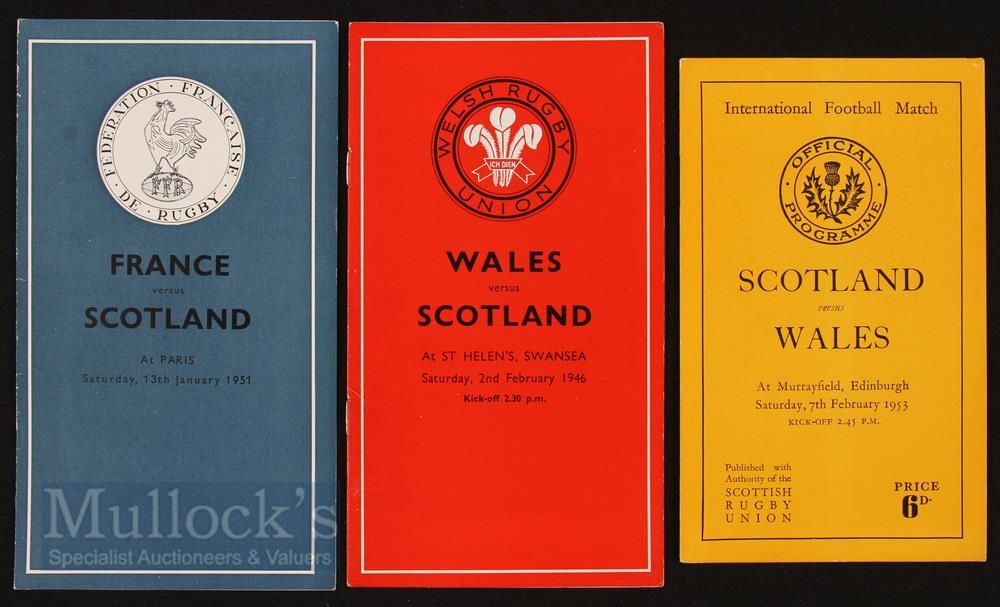 FEDERATION · FRANÇAISE · DE · RUGBY ·
FFR
FRANCE
versus
SCOTLAND
At PARIS
Saturday, 13th January 1951
WELSH RUGBY UNION
ICH DIEN
WALES
versus
SCOTLAND
At ST HELEN'S, SWANSEA
Saturday, 2nd February 1946
Kick-off 2.30 p.m.
International Football Match
OFFICIAL · PROGRAMME ·
SCOTLAND
versus
WALES
At Murrayfield, Edinburgh
Saturday, 7th February 1953
KICK-OFF 2.45 P.M.
Published with
Authority of the
SCOTTISH
RUGBY
UNION
PRICE
6D.
Mullock's
Specialist Auctioneers & Valuers